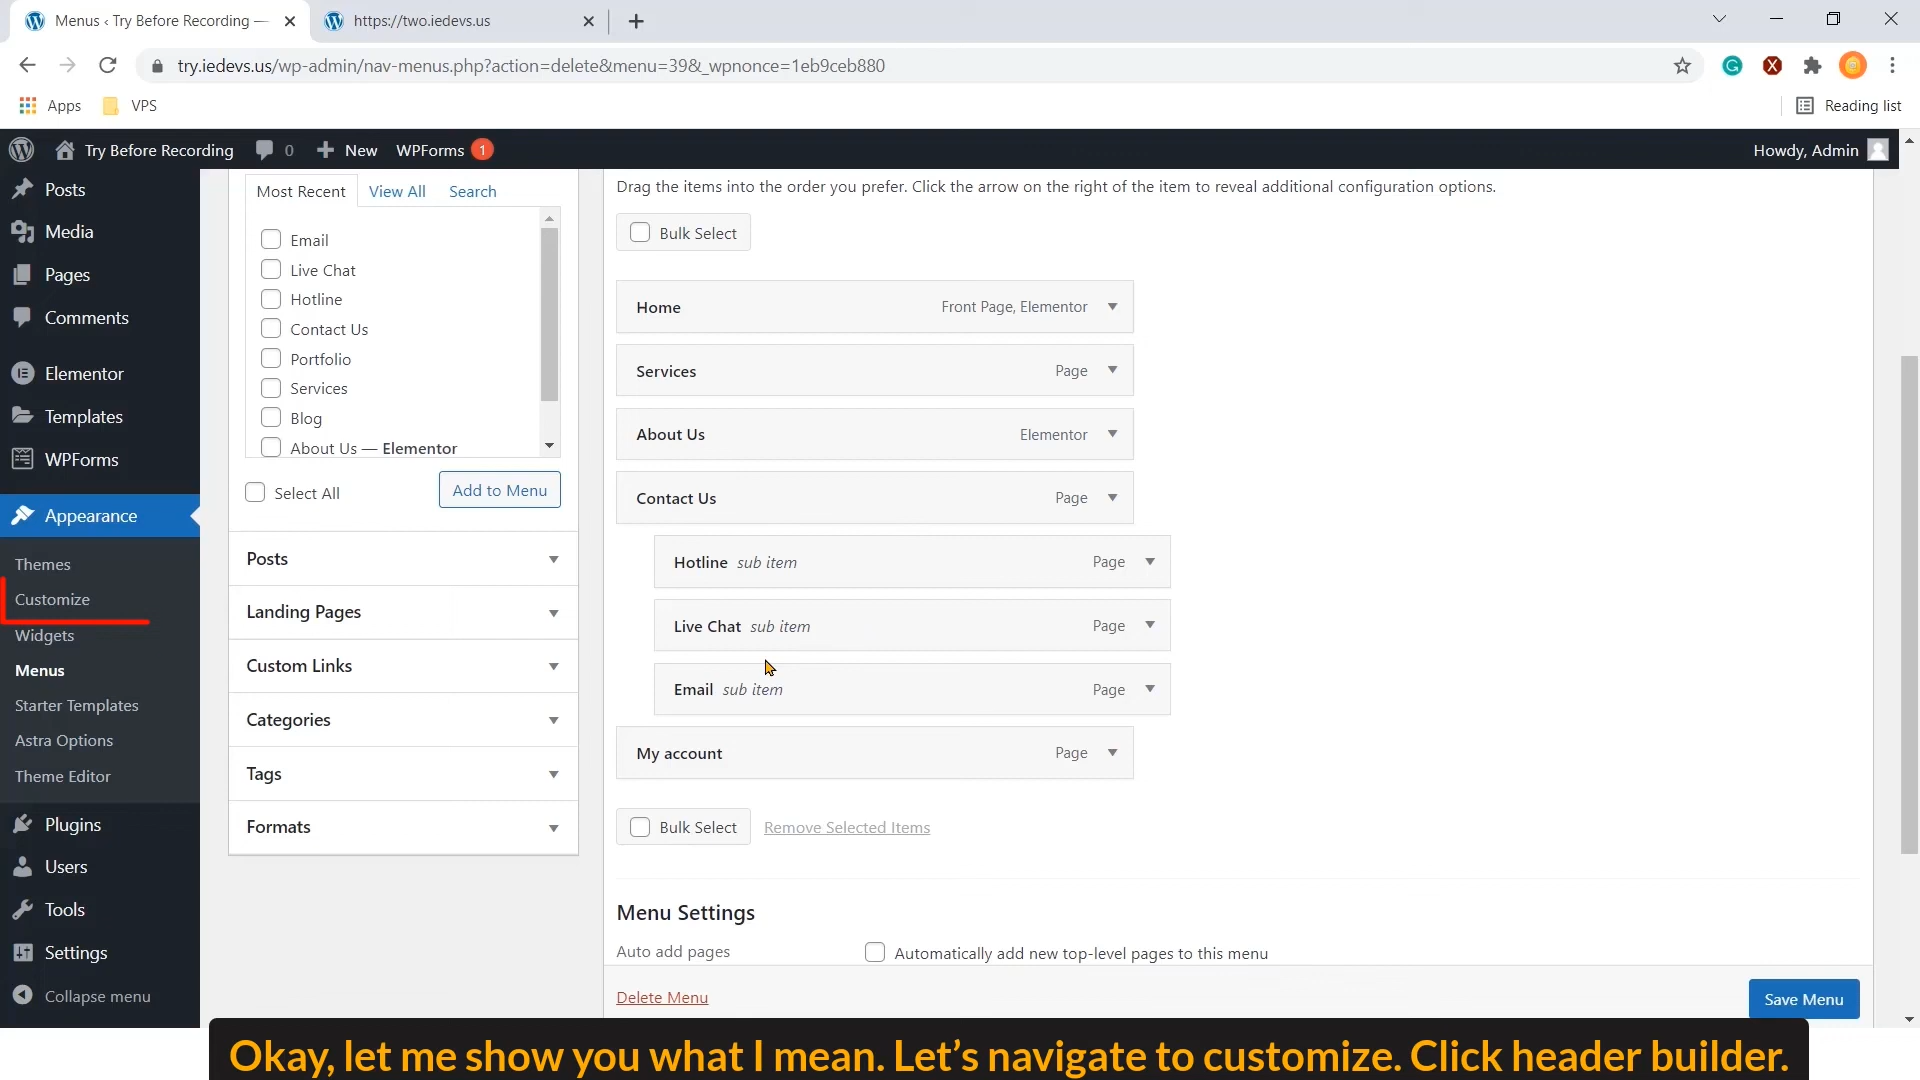 Menus ‹ Try Before Recording —
https://two.iedevs.us
try.iedevs.us/wp-admin/nav-menus.php?action=delete&menu=39&_wpnonce=1eb9ceb880
Apps
VPS
Reading list
Try Before Recording
0
New
WPForms 1
Howdy, Admin
Posts
Media
Pages
Comments
Elementor
Templates
WPForms
Appearance
Themes
Customize
Widgets
Menus
Starter Templates
Astra Options
Theme Editor
Plugins
Users
Tools
Settings
Collapse menu
Most Recent View All Search
Email
Live Chat
Hotline
Contact Us
Portfolio
Services
Blog
About Us — Elementor
Select All
Add to Menu
Posts
Landing Pages
Custom Links
Categories
Tags
Formats
Drag the items into the order you prefer. Click the arrow on the right of the item to reveal additional configuration options.
Bulk Select
Home Front Page, Elementor
Services Page
About Us Elementor
Contact Us Page
Hotline sub item Page
Live Chat sub item Page
Email sub item Page
My account Page
Bulk Select Remove Selected Items
Menu Settings
Auto add pages Automatically add new top-level pages to this menu
Delete Menu
Save Menu
Okay, let me show you what I mean. Let’s navigate to customize. Click header builder.